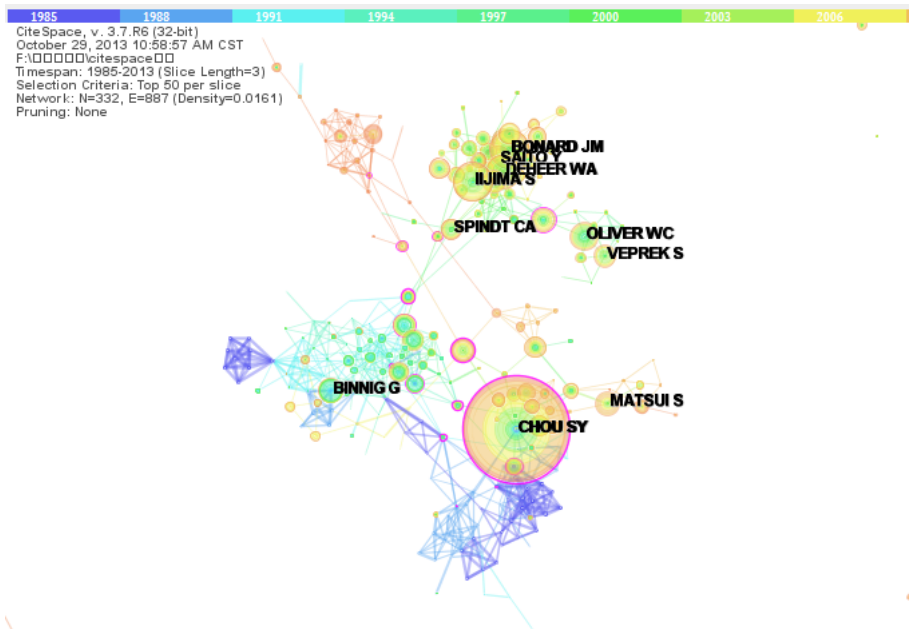 1985 1988 1991 1994 1997 2000 2003 2006
CiteSpace, v. 3.7.R6 (32-bit)
October 29, 2013 10:58:57 AM CST
F:\□□□□□\citespace□□
Timespan: 1985-2013 (Slice Length=3)
Selection Criteria: Top 50 per slice
Network: N=332, E=887 (Density=0.0161)
Pruning: None
BONARD JM
SAITO Y
DEHEER WA
IIJIMA S
SPINDT CA
OLIVER WC
VEPREK S
BINNIG G
MATSUI S
CHOU SY